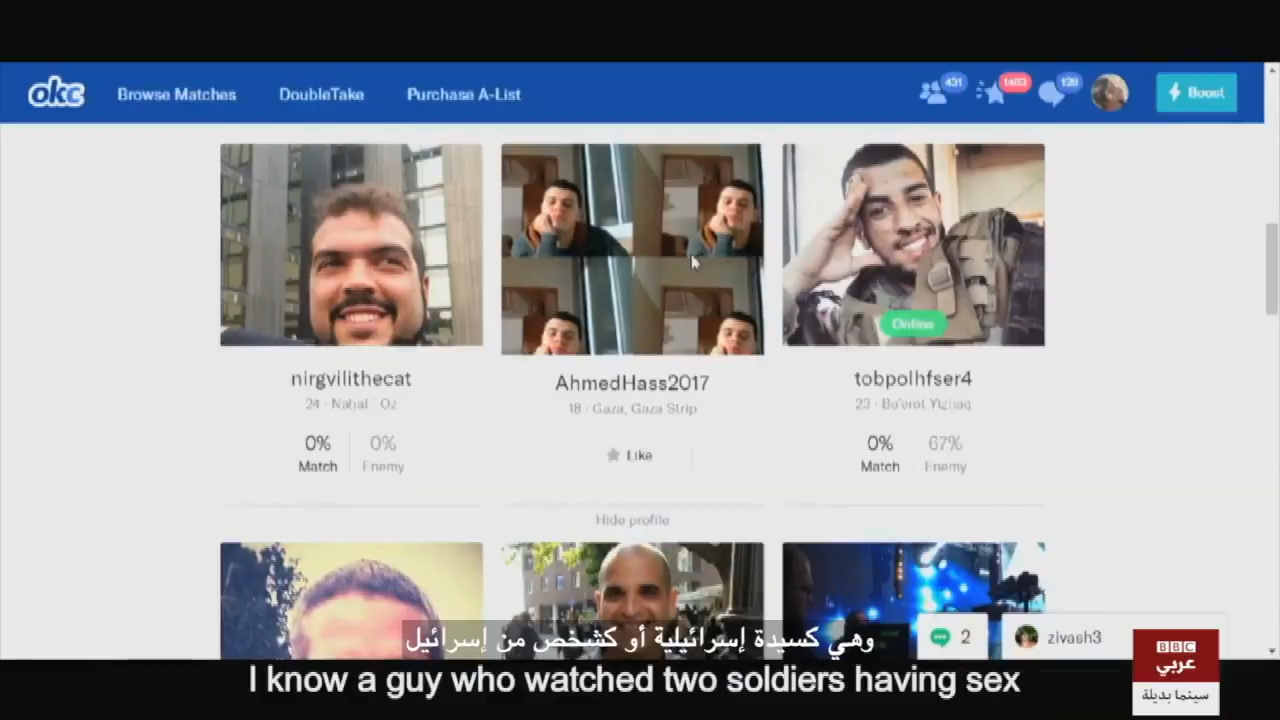 okc Browse Matches DoubleTake Purchase A-List 431 1403 128 Boost
Online
nirgvilithecat AhmedHass2017 tobpolhfser4
24 · Nahal Oz 18 · Gaza, Gaza Strip 23 · Be'erot Yizhaq
0% 0% 0% 67%
Match Enemy Like Match Enemy
Hide profile
2 zivash3
وهي كسيدة إسرائيلية أو كشخص من إسرائيل
I know a guy who watched two soldiers having sex
BBC
عربي
سينما بديلة